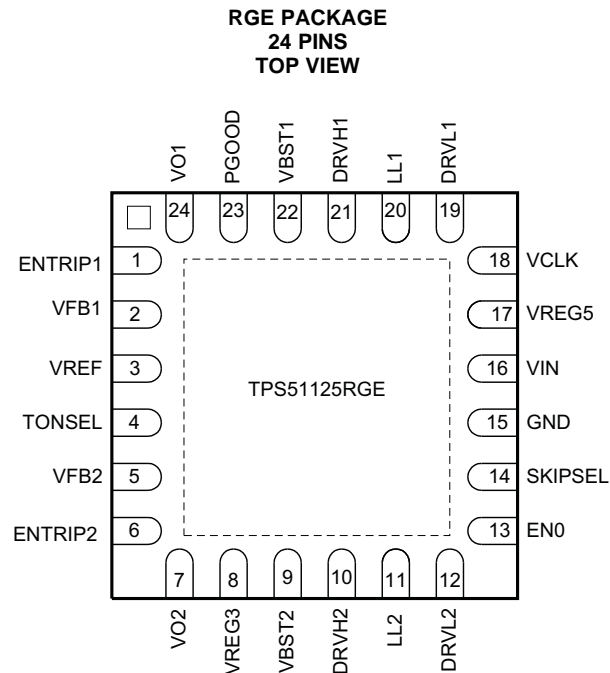 RGE PACKAGE
24 PINS
TOP VIEW
VO1
PGOOD
VBST1
DRVH1
LL1
DRVL1
24
23
22
21
20
19
ENTRIP1 1
18 VCLK
VFB1 2
17 VREG5
VREF 3
16 VIN
TPS51125RGE
TONSEL 4
15 GND
VFB2 5
14 SKIPSEL
ENTRIP2 6
13 EN0
7
8
9
10
11
12
VO2
VREG3
VBST2
DRVH2
LL2
DRVL2